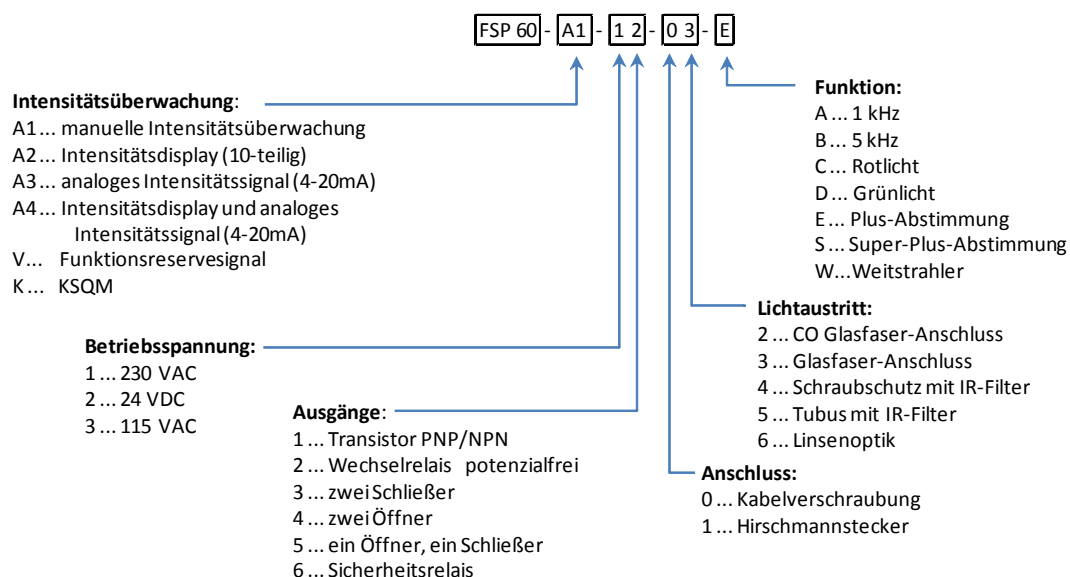 FSP 60 - A1 - 1 2 - 0 3 - E
Intensitätsüberwachung:
A1... manuelle Intensitätsüberwachung
A2... Intensitätsdisplay (10-teilig)
A3... analoges Intensitätssignal (4-20mA)
A4... Intensitätsdisplay und analoges
Intensitätssignal (4-20mA)
V... Funktionsreservesignal
K... KSQM
Funktion:
A... 1 kHz
B... 5 kHz
C... Rotlicht
D... Grünlicht
E... Plus-Abstimmung
S... Super-Plus-Abstimmung
W...Weitstrahler
Betriebsspannung:
1... 230 VAC
2... 24 VDC
3... 115 VAC
Lichtaustritt:
2... CO Glasfaser-Anschluss
3... Glasfaser-Anschluss
4... Schraubschutz mit IR-Filter
5... Tubus mit IR-Filter
6... Linsenoptik
Ausgänge:
1... Transistor PNP/NPN
2... Wechselrelais potenzialfrei
3... zwei Schließer
4... zwei Öffner
5... ein Öffner, ein Schließer
6... Sicherheitsrelais
Anschluss:
0... Kabelverschraubung
1... Hirschmannstecker